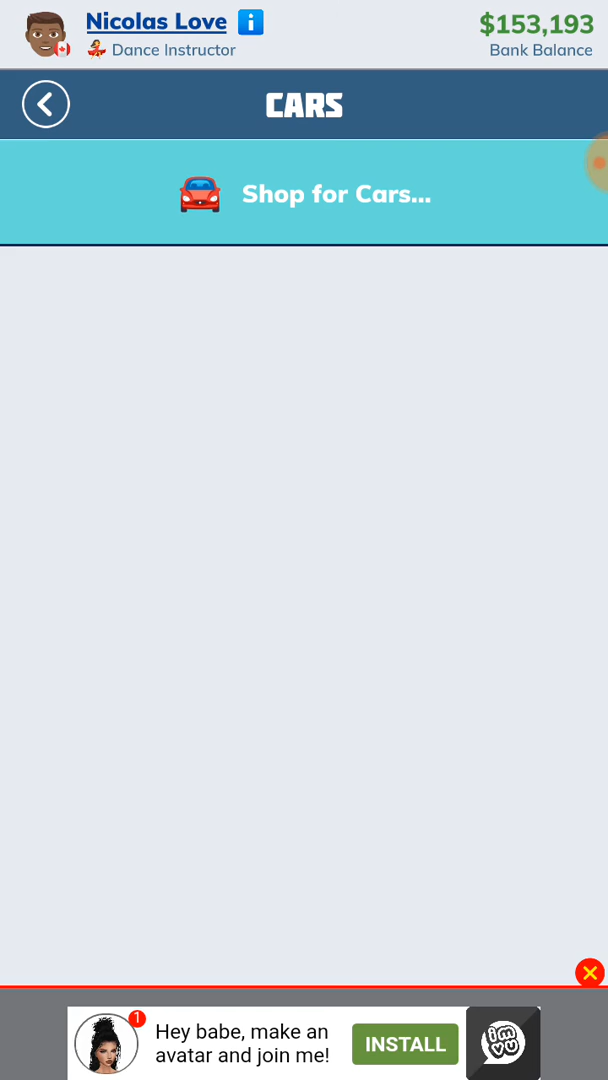 Nicolas Love i
$153,193
Dance Instructor
Bank Balance
CARS
Shop for Cars...
1
Hey babe, make an
avatar and join me!
INSTALL
imvu